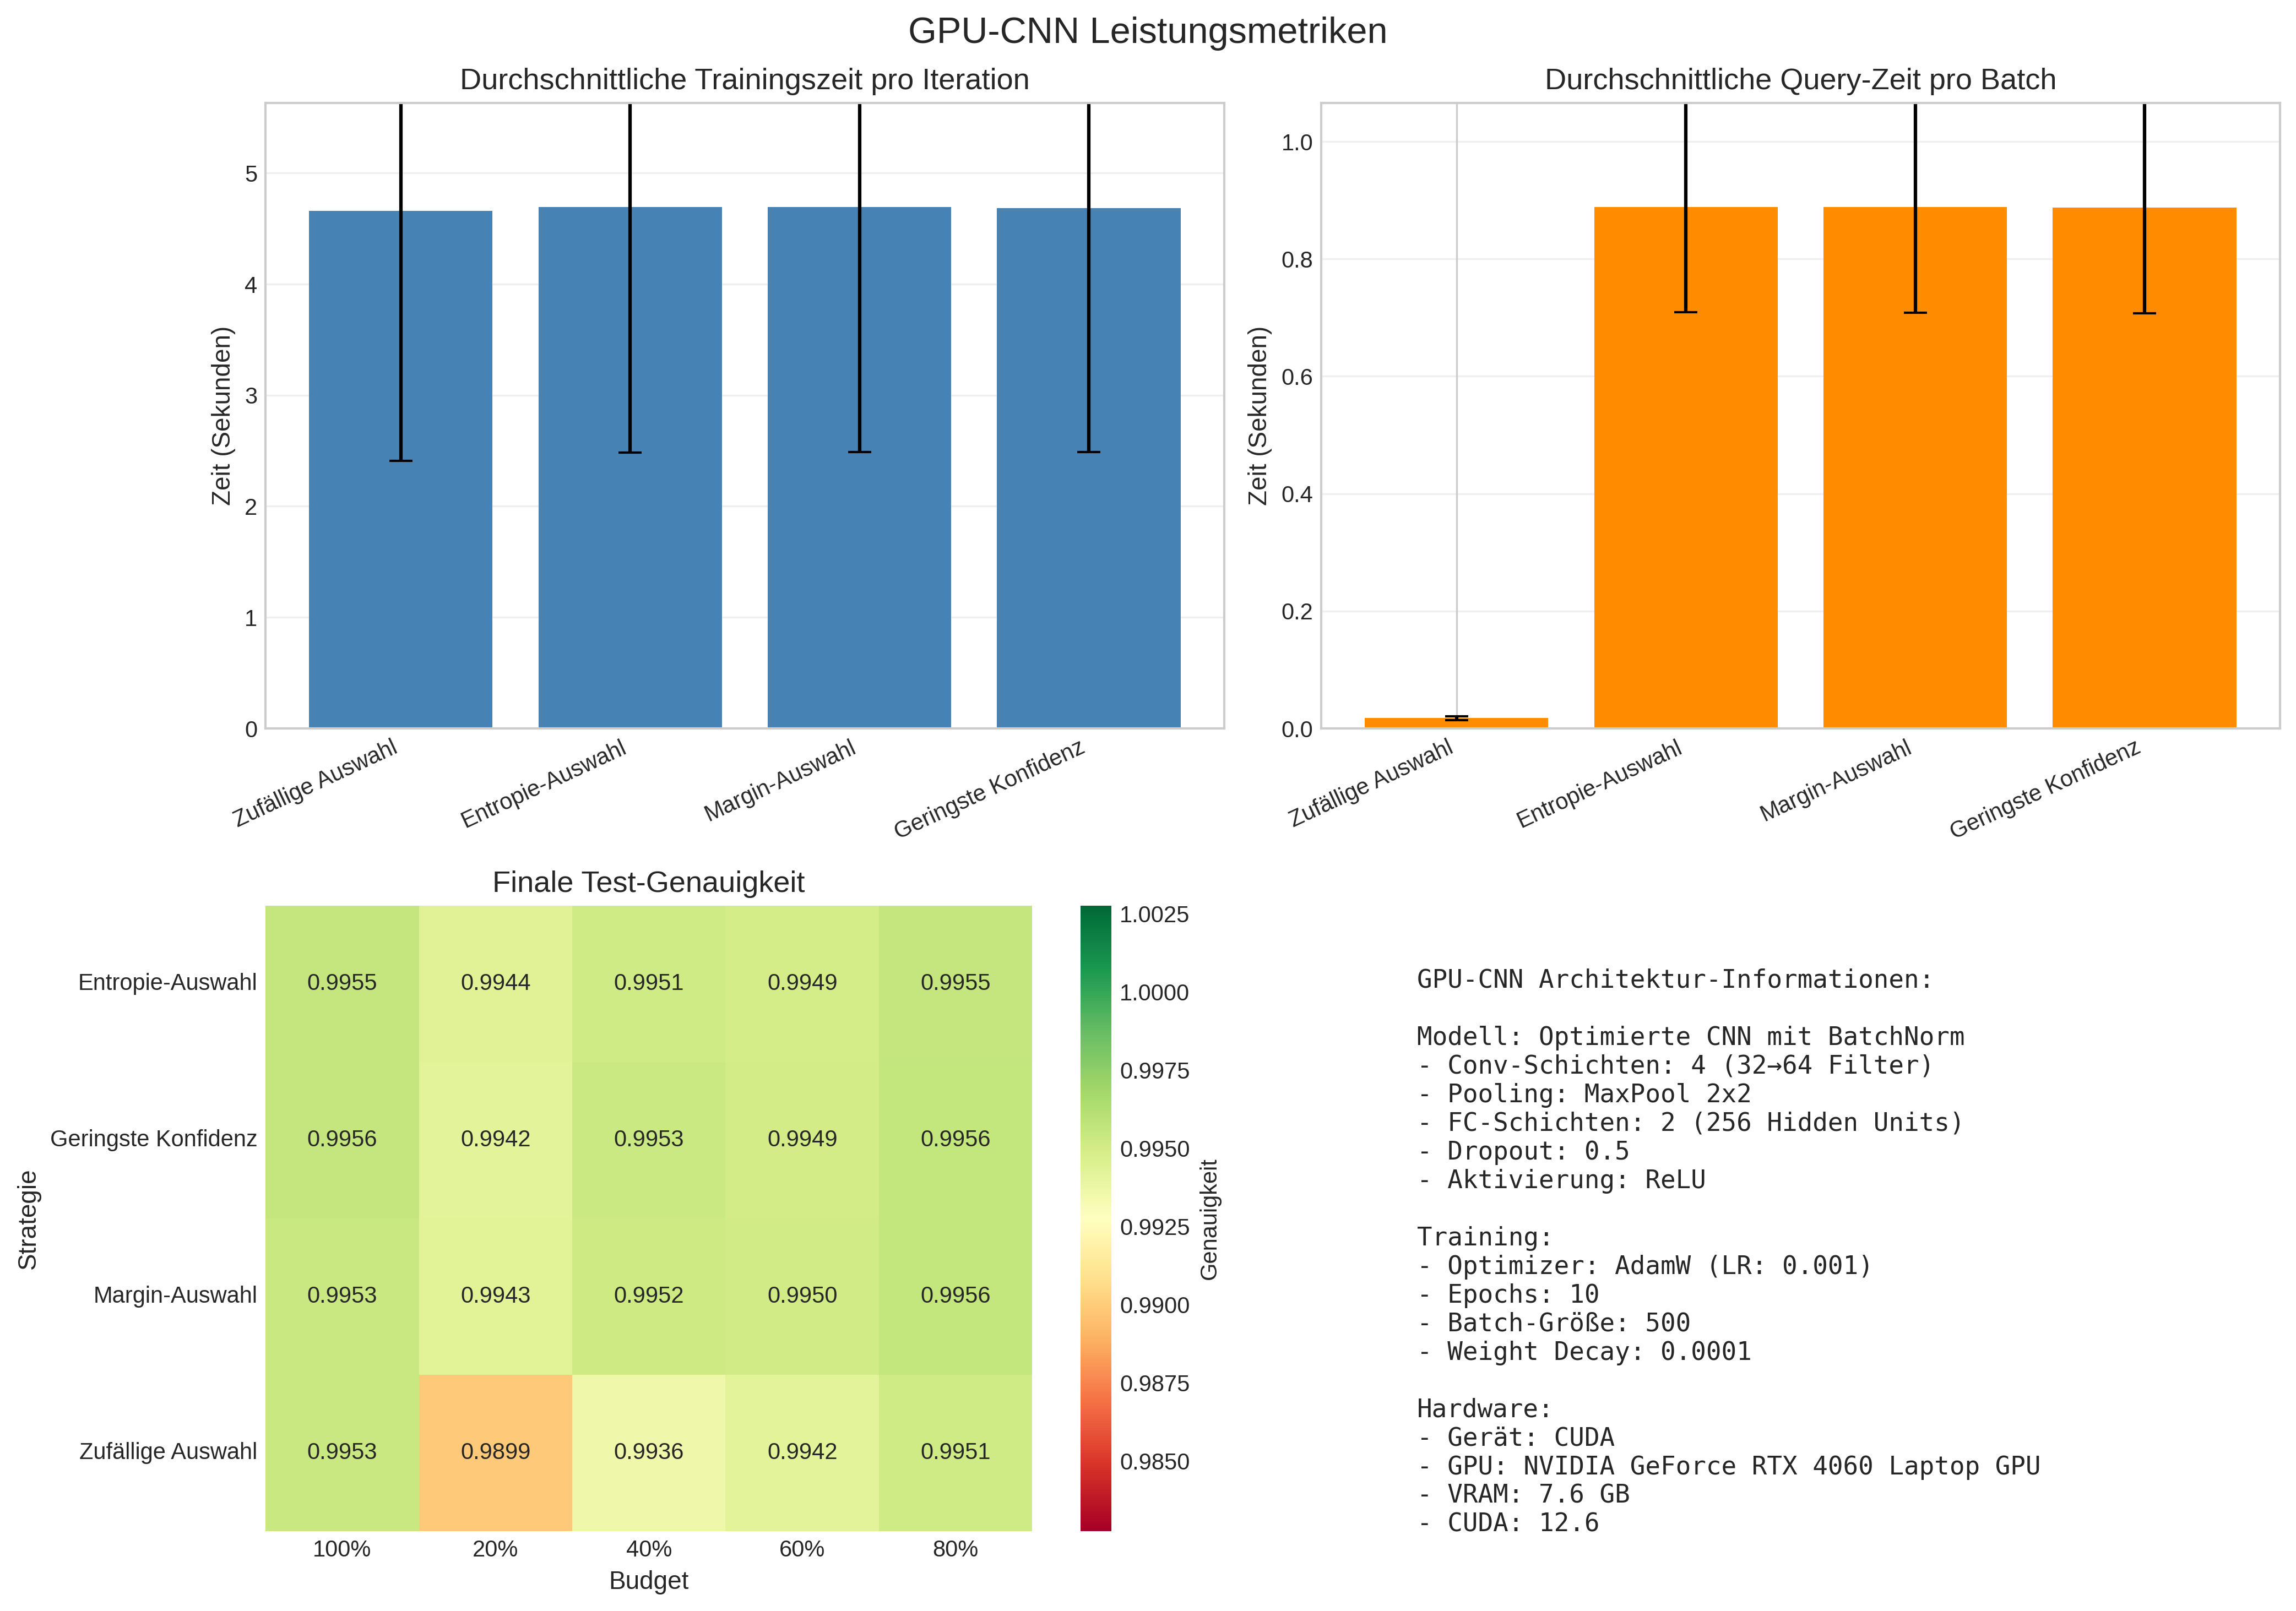 GPU-CNN Leistungsmetriken
Durchschnittliche Trainingszeit pro Iteration
Zeit (Sekunden)
5
4
3
2
1
0
Zufällige Auswahl
Entropie-Auswahl
Margin-Auswahl
Geringste Konfidenz
Durchschnittliche Query-Zeit pro Batch
Zeit (Sekunden)
1.0
0.8
0.6
0.4
0.2
0.0
Zufällige Auswahl
Entropie-Auswahl
Margin-Auswahl
Geringste Konfidenz
Finale Test-Genauigkeit
Strategie
Entropie-Auswahl 0.9955 0.9944 0.9951 0.9949 0.9955
Geringste Konfidenz 0.9956 0.9942 0.9953 0.9949 0.9956
Margin-Auswahl 0.9953 0.9943 0.9952 0.9950 0.9956
Zufällige Auswahl 0.9953 0.9899 0.9936 0.9942 0.9951
100% 20% 40% 60% 80%
Budget
1.0025
1.0000
0.9975
0.9950
0.9925
0.9900
0.9875
0.9850
Genauigkeit
GPU-CNN Architektur-Informationen:
Modell: Optimierte CNN mit BatchNorm
- Conv-Schichten: 4 (32→64 Filter)
- Pooling: MaxPool 2x2
- FC-Schichten: 2 (256 Hidden Units)
- Dropout: 0.5
- Aktivierung: ReLU
Training:
- Optimizer: AdamW (LR: 0.001)
- Epochs: 10
- Batch-Größe: 500
- Weight Decay: 0.0001
Hardware:
- Gerät: CUDA
- GPU: NVIDIA GeForce RTX 4060 Laptop GPU
- VRAM: 7.6 GB
- CUDA: 12.6